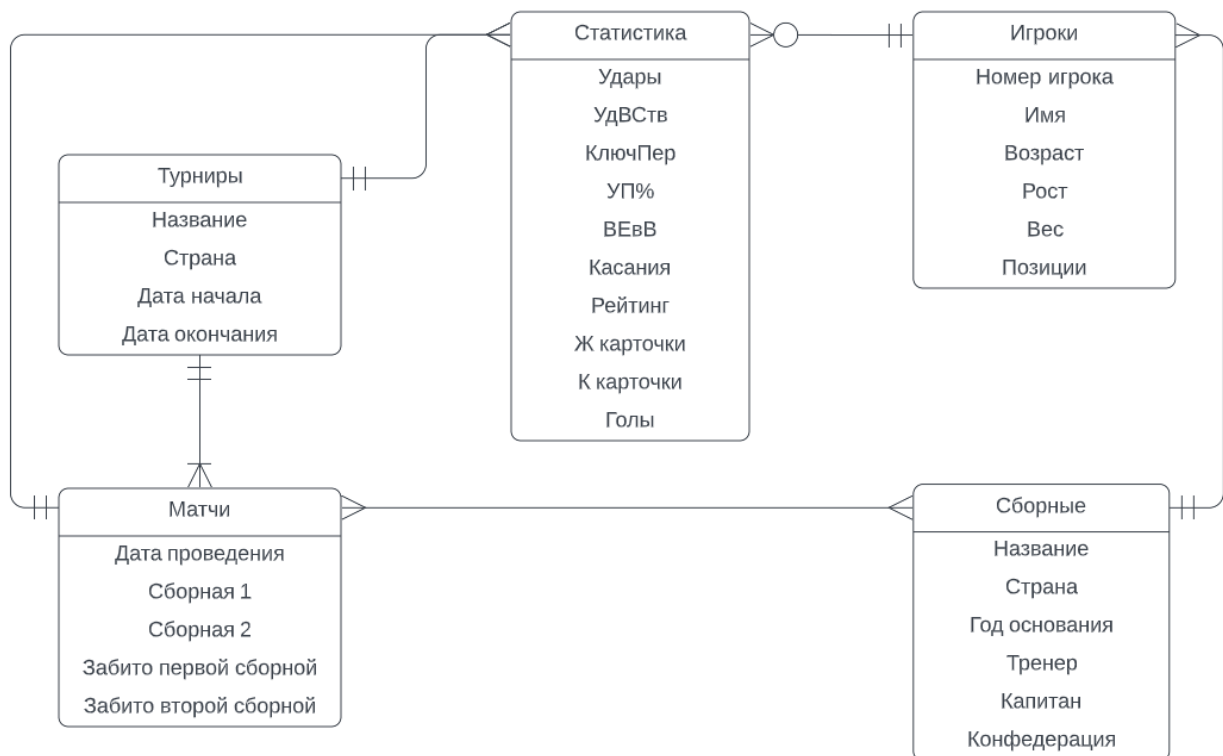 Статистика
Удары
УдВСтв
КлючПер
УП%
ВЕвВ
Касания
Рейтинг
Ж карточки
К карточки
Голы
Игроки
Номер игрока
Имя
Возраст
Рост
Вес
Позиции
Турниры
Название
Страна
Дата начала
Дата окончания
Матчи
Дата проведения
Сборная 1
Сборная 2
Забито первой сборной
Забито второй сборной
Сборные
Название
Страна
Год основания
Тренер
Капитан
Конфедерация